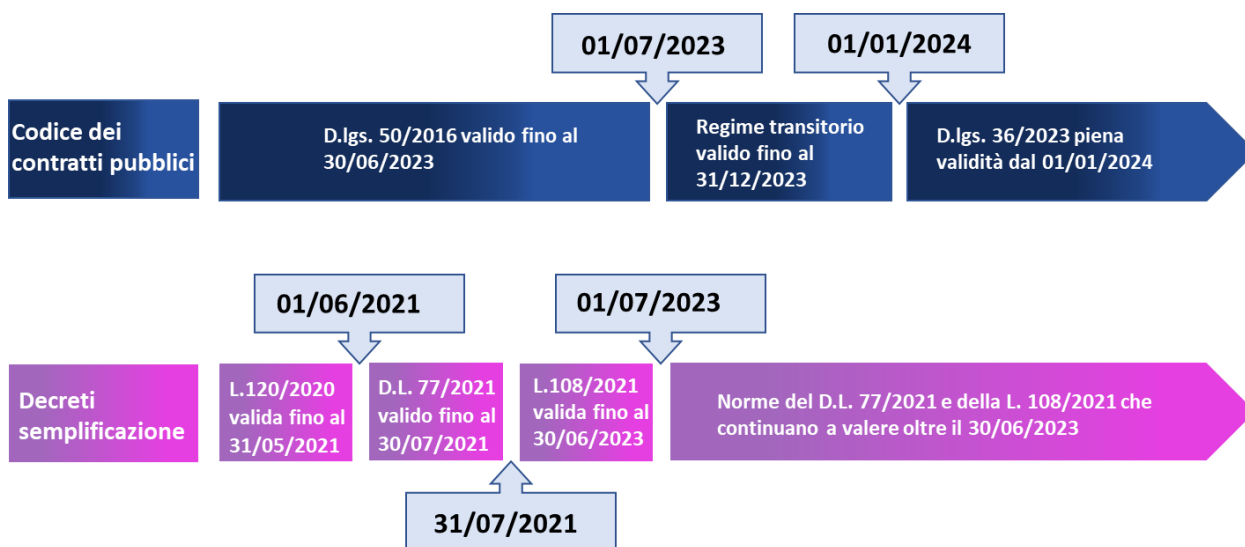 01/07/2023
01/01/2024
Codice dei
contratti pubblici
D.lgs. 50/2016 valido fino al
30/06/2023
Regime transitorio
valido fino al
31/12/2023
D.lgs. 36/2023 piena
validità dal 01/01/2024
01/06/2021
01/07/2023
Decreti
semplificazione
L.120/2020
valida fino al
31/05/2021
D.L. 77/2021
valido fino al
30/07/2021
L.108/2021
valida fino al
30/06/2023
Norme del D.L. 77/2021 e della L. 108/2021 che
continuano a valere oltre il 30/06/2023
31/07/2021